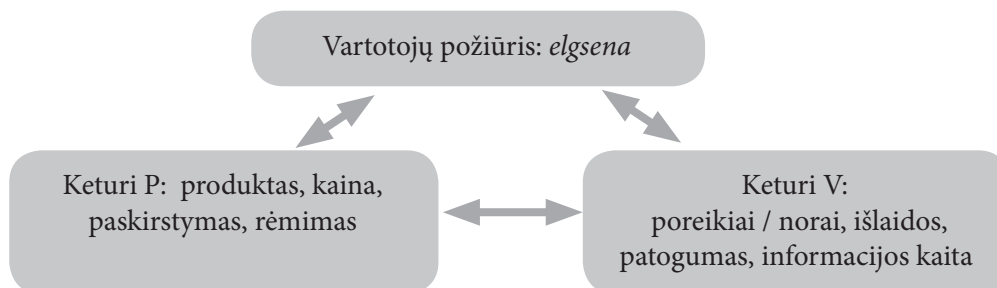 Vartotojų požiūris: elgsena
Keturi P: produktas, kaina,
paskirstymas, rėmimas
Keturi V:
poreikiai / norai, išlaidos,
patogumas, informacijos kaita